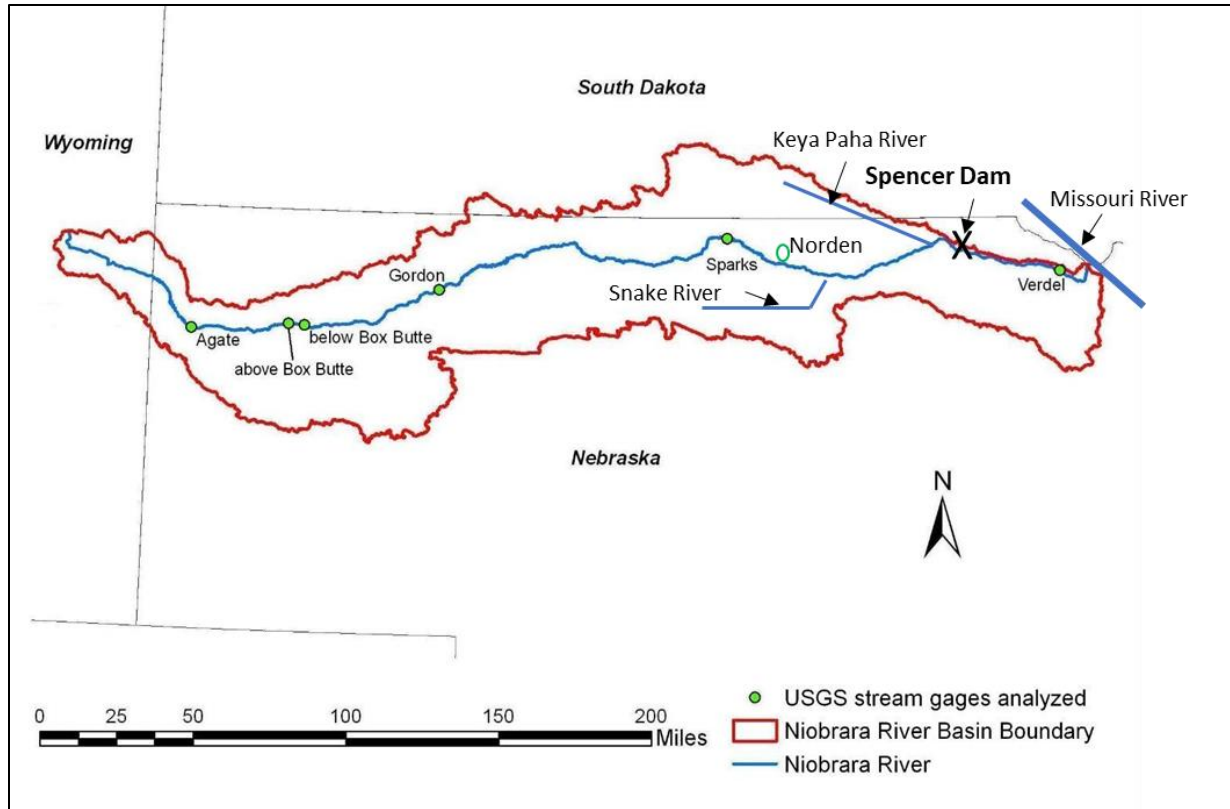 South Dakota
Wyoming
Keya Paha River
Spencer Dam
Missouri River
Norden
Sparks
Gordon
Snake River
Verdel
Agate
below Box Butte
above Box Butte
Nebraska
N
X
0 25 50 100 150 200
Miles
USGS stream gages analyzed
Niobrara River Basin Boundary
Niobrara River